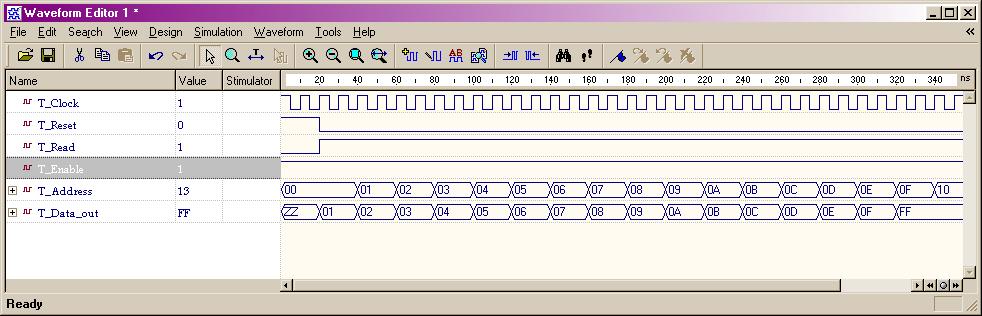 Waveform Editor 1 *
File Edit Search View Design Simulation Waveform Tools Help
Name Value Stimulator 20 40 60 80 100 120 140 160 180 200 220 240 260 280 300 320 340 ns
T_Clock 1
T_Reset 0
T_Read 1
T_Enable 1
T_Address 13 00 01 02 03 04 05 06 07 08 09 0A 0B 0C 0D 0E 0F 10
T_Data_out FF ZZ 01 02 03 04 05 06 07 08 09 0A 0B 0C 0D 0E 0F FF
Ready